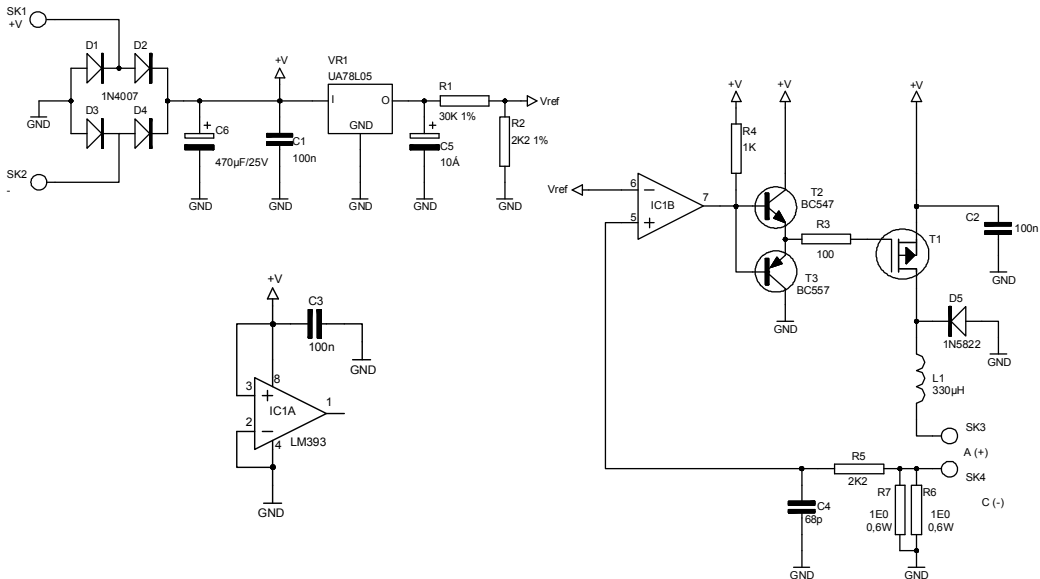 SK1
+V
D1
D2
1N4007
D3
D4
GND
SK2
-
+
C6
470µF/25V
GND
+V
C1
100n
GND
VR1
UA78L05
I
O
GND
GND
+
C5
10Á
GND
R1
30K 1%
Vref
R2
2K2 1%
GND
+V
C3
100n
GND
8
3
+
IC1A
1
2
−
LM393
4
GND
Vref
6
−
IC1B
7
5
+
+V
R4
1K
+V
T2
BC547
T3
BC557
GND
R3
100
+V
T1
C2
100n
GND
D5
1N5822
GND
L1
330µH
SK3
A (+)
SK4
C (-)
R5
2K2
C4
68p
GND
R7
R6
1E0
1E0
0,6W
0,6W
GND